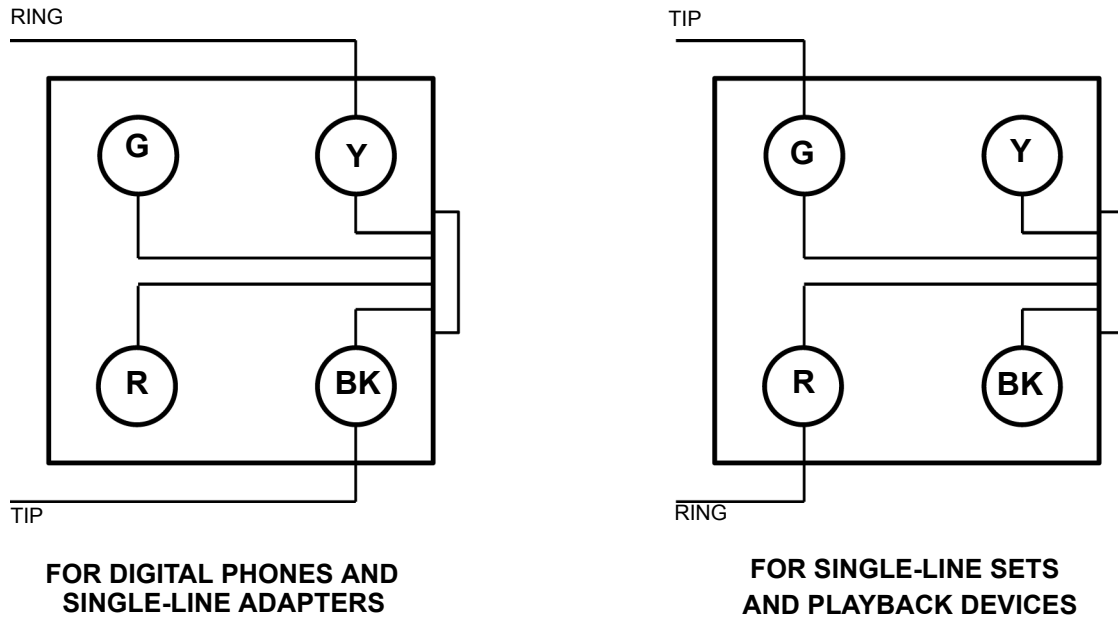 RING
G
Y
R
BK
TIP
FOR DIGITAL PHONES AND
SINGLE-LINE ADAPTERS
TIP
G
Y
R
BK
RING
FOR SINGLE-LINE SETS
AND PLAYBACK DEVICES